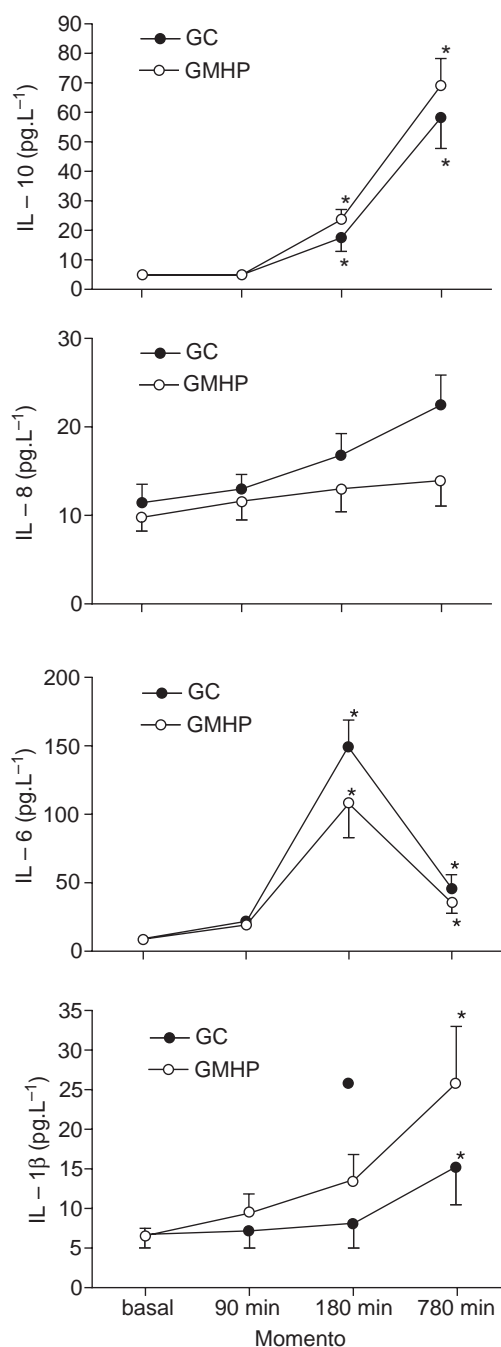 IL – 10 (pg.L⁻¹)
90
80
70
60
50
40
30
20
10
5
0
GC
GMHP
*
*
*
*
IL – 8 (pg.L⁻¹)
30
20
10
0
GC
GMHP
IL – 6 (pg.L⁻¹)
200
150
100
50
0
GC
GMHP
*
*
*
*
IL – 1β (pg.L⁻¹)
35
30
25
20
15
10
5
0
GC
GMHP
*
*
basal 90 min 180 min 780 min
Momento